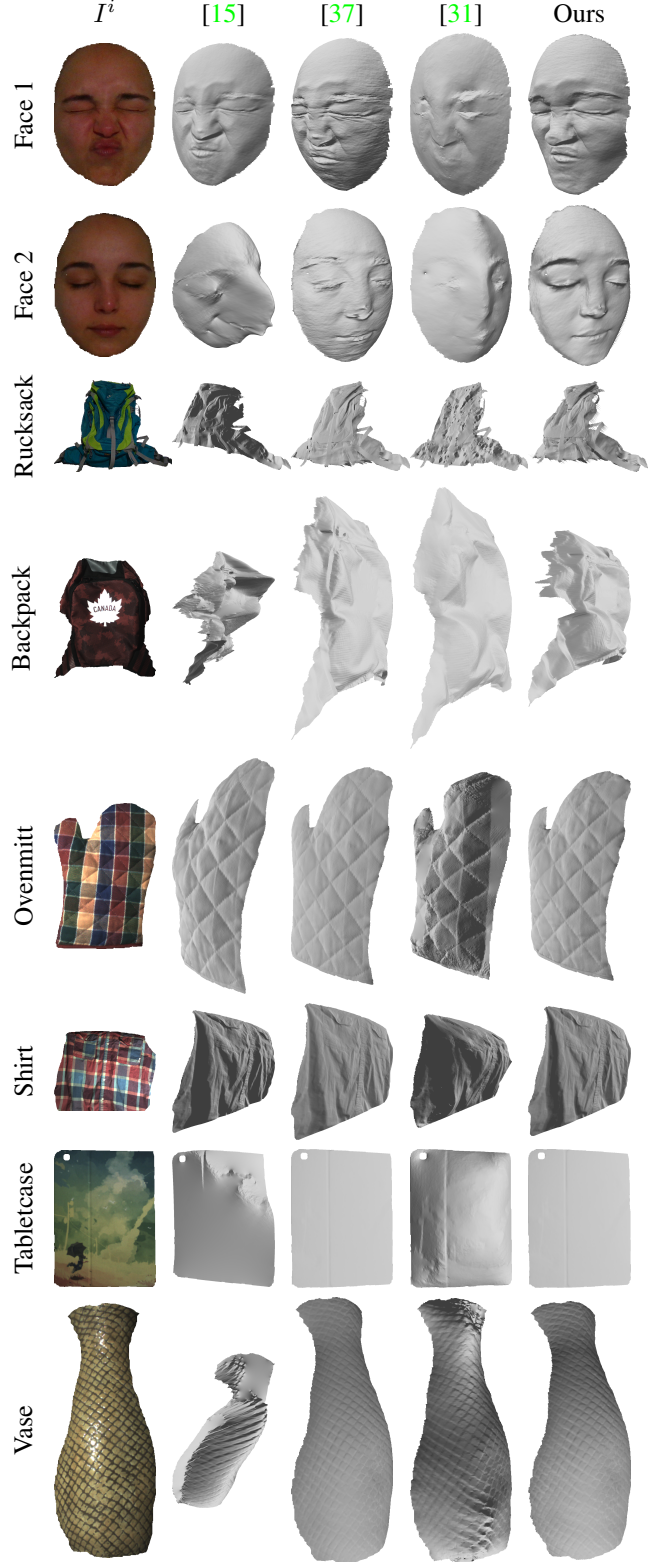 I^i [15] [37] [31] Ours
Face 1
Face 2
Rucksack
Backpack
CANADA
Ovenmitt
Shirt
Tabletcase
Vase